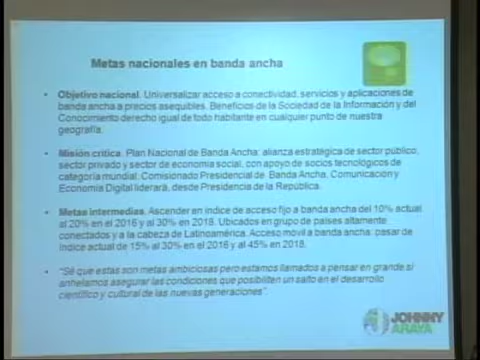 Metas nacionales en banda ancha
• Objetivo nacional. Universalizar acceso a conectividad, servicios y aplicaciones de
banda ancha a precios asequibles. Beneficios de la Sociedad de la Información y del
Conocimiento derecho igual de todo habitante en cualquier punto de nuestra
geografía.
• Misión crítica. Plan Nacional de Banda Ancha: alianza estratégica de sector público,
sector privado y sector de economía social, con apoyo de socios tecnológicos de
categoría mundial. Comisionado Presidencial de Banda Ancha, Comunicación y
Economía Digital liderará, desde Presidencia de la República.
• Metas intermedias. Ascender en índice de acceso fijo a banda ancha del 10% actual
al 20% en el 2016 y al 30% en 2018. Ubicados en grupo de países altamente
conectados y a la cabeza de Latinoamérica. Acceso móvil a banda ancha: pasar de
índice actual de 15% al 30% en el 2016 y al 45% en 2018.
• "Sé que estas son metas ambiciosas pero estamos llamados a pensar en grande si
anhelamos asegurar las condiciones que posibiliten un salto en el desarrollo
científico y cultural de las nuevas generaciones".
JOHNNY
ARAYA